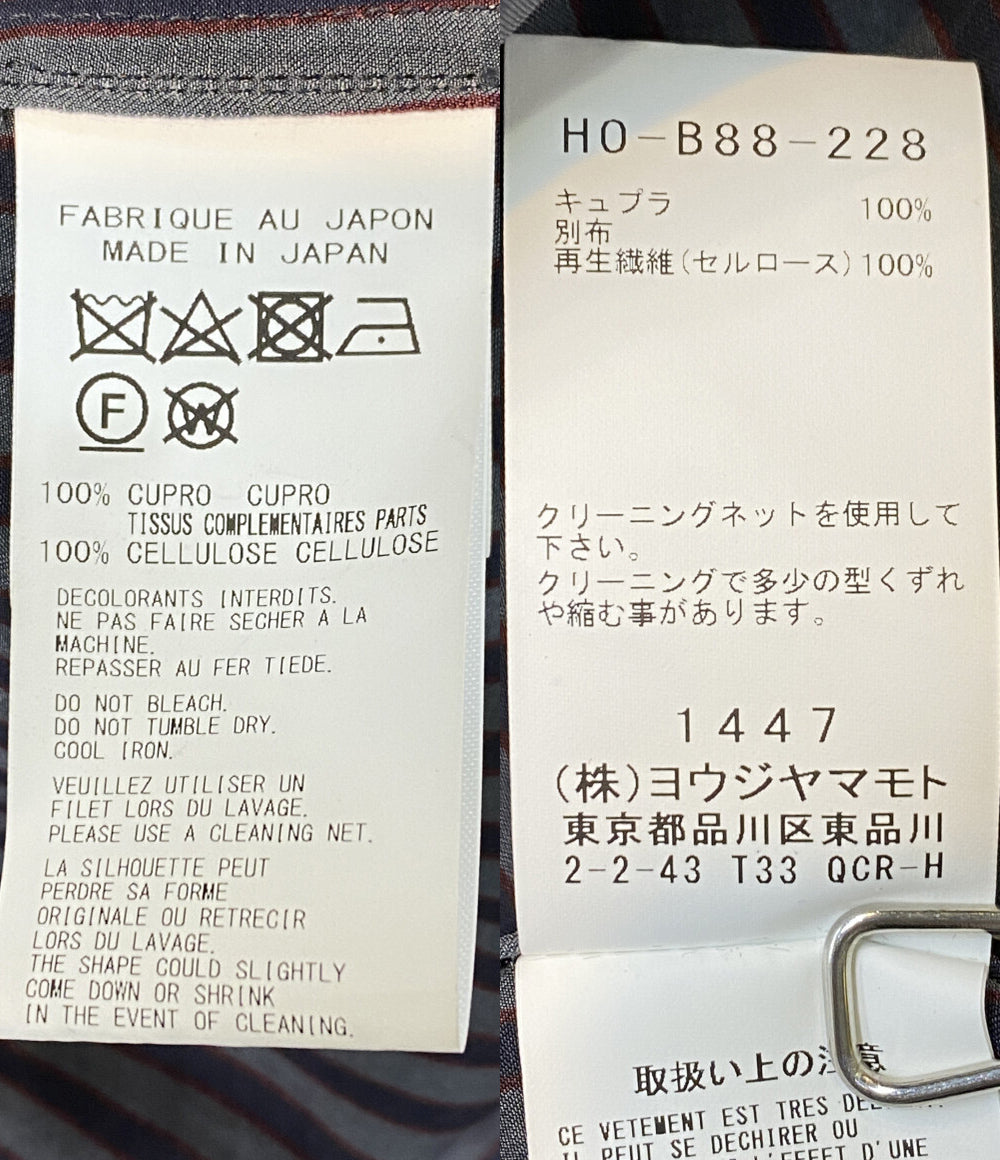 FABRIQUE AU JAPON
MADE IN JAPAN
F
W
100% CUPRO CUPRO
TISSUS COMPLEMENTAIRES PARTS
100% CELLULOSE CELLULOSE
DECOLORANTS INTERDITS.
NE PAS FAIRE SECHER A LA
MACHINE.
REPASSER AU FER TIEDE.
DO NOT BLEACH.
DO NOT TUMBLE DRY.
COOL IRON.
VEUILLEZ UTILISER UN
FILET LORS DU LAVAGE.
PLEASE USE A CLEANING NET.
LA SILHOUETTE PEUT
PERDRE SA FORME
ORIGINALE OU RETRECIR
LORS DU LAVAGE.
THE SHAPE COULD SLIGHTLY
COME DOWN OR SHRINK
IN THE EVENT OF CLEANING.
HO-B88-228
キュプラ 100%
別布
再生繊維(セルロース) 100%
クリーニングネットを使用して
下さい。
クリーニングで多少の型くずれ
や縮む事があります。
1447
(株)ヨウジヤマモト
東京都品川区東品川
2-2-43 T33 QCR-H
取扱い上の注意
CE VETEMENT EST TRES
IL PEUT SE DECHIRER OU
L'EFFET D'UNE